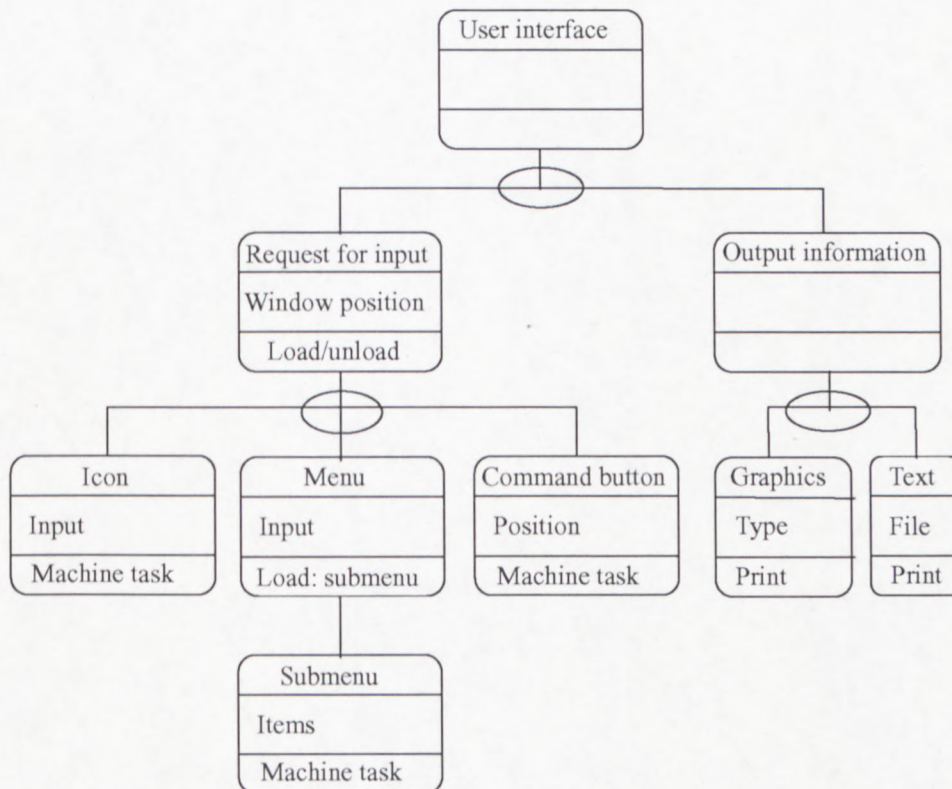 User interface
Request for input
Window position
Load/unload
Output information
Icon
Input
Machine task
Menu
Input
Load: submenu
Command button
Position
Machine task
Graphics
Type
Print
Text
File
Print
Submenu
Items
Machine task